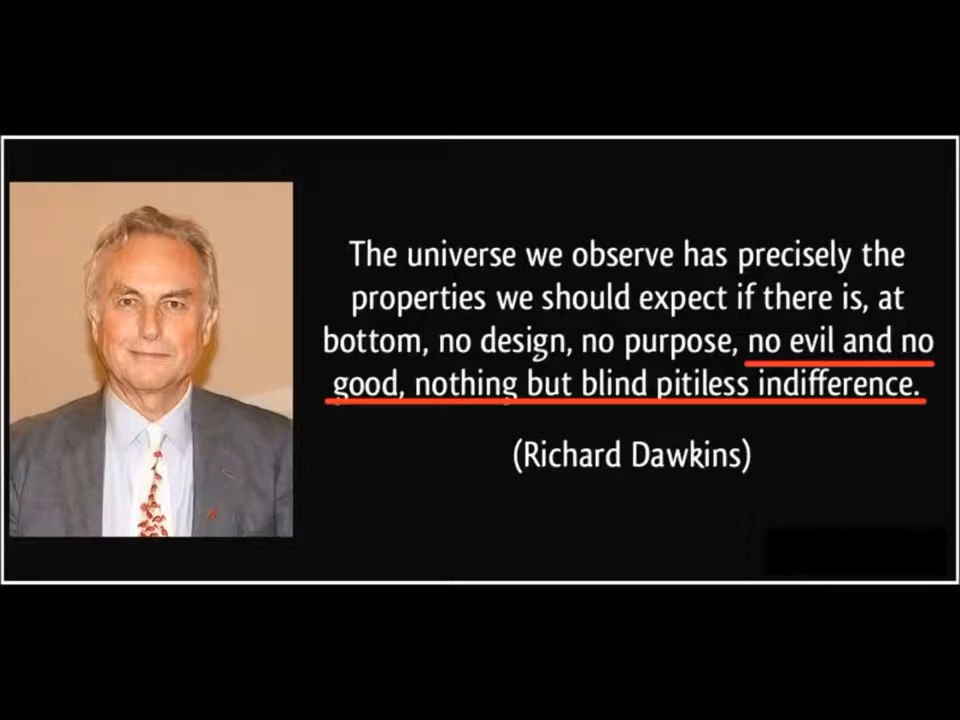 The universe we observe has precisely the
properties we should expect if there is, at
bottom, no design, no purpose, no evil and no
good, nothing but blind pitiless indifference.
(Richard Dawkins)